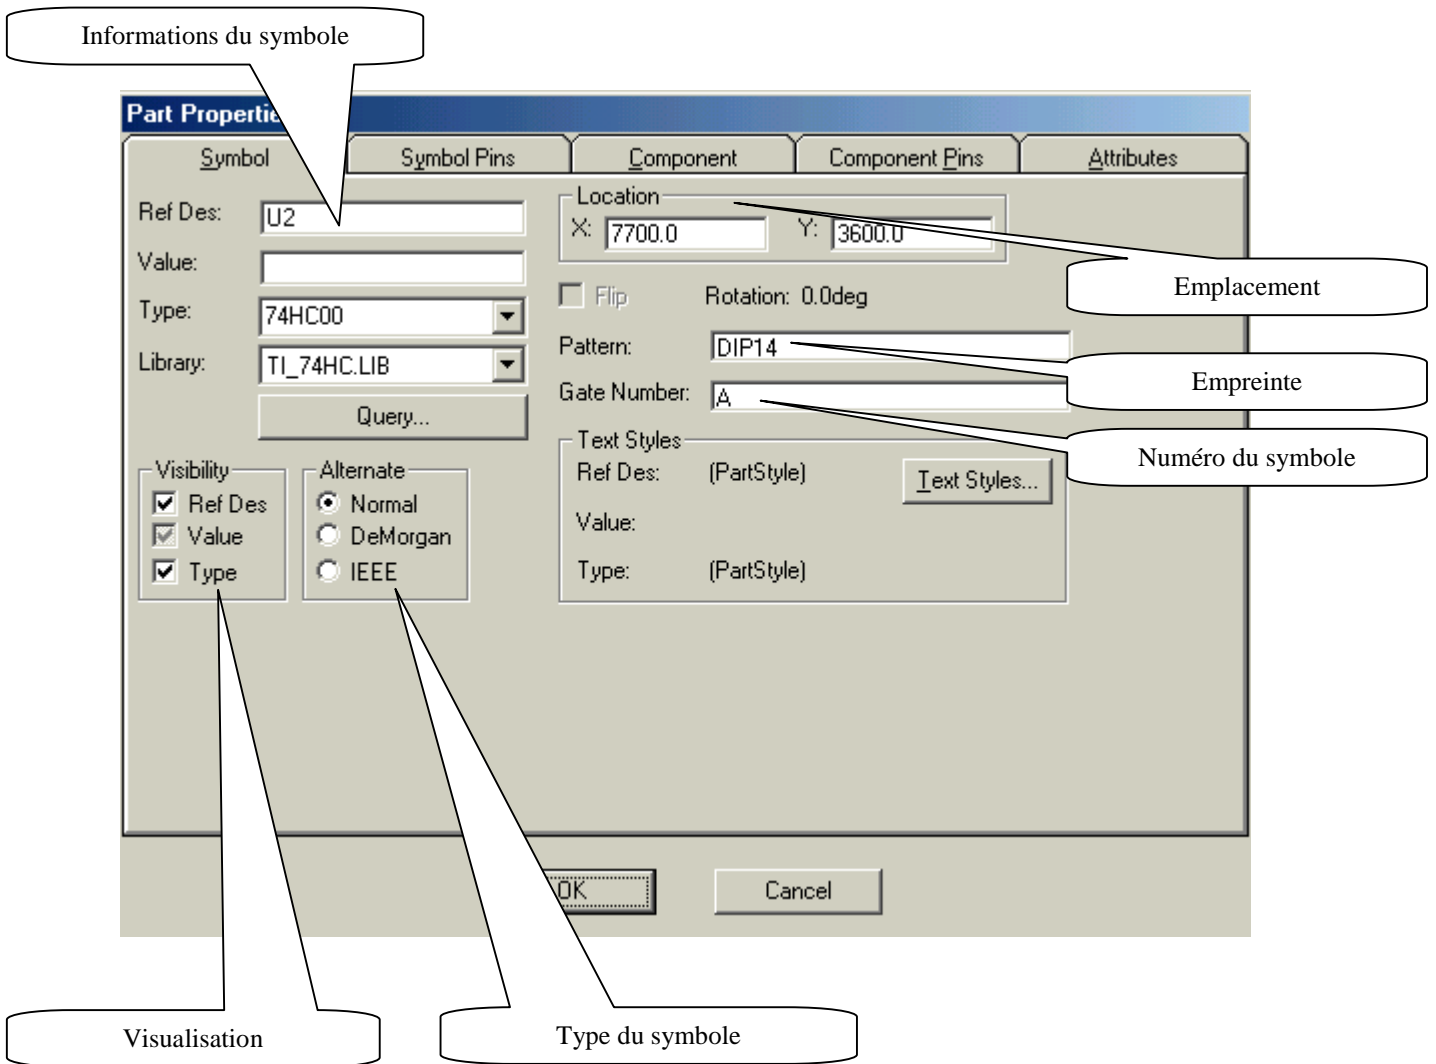 Informations du symbole
Part Propertie
Symbol
Symbol Pins
Component
Component Pins
Attributes
Ref Des: U2
Value:
Type: 74HC00
Library: TI_74HC.LIB
Query...
Location
X: 7700.0 Y: 3600.0
Emplacement
Flip Rotation: 0.0deg
Pattern: DIP14
Empreinte
Gate Number: A
Numéro du symbole
Visibility
Ref Des
Value
Type
Alternate
Normal
DeMorgan
IEEE
Text Styles
Ref Des: (PartStyle)
Text Styles...
Value:
Type: (PartStyle)
OK
Cancel
Visualisation
Type du symbole